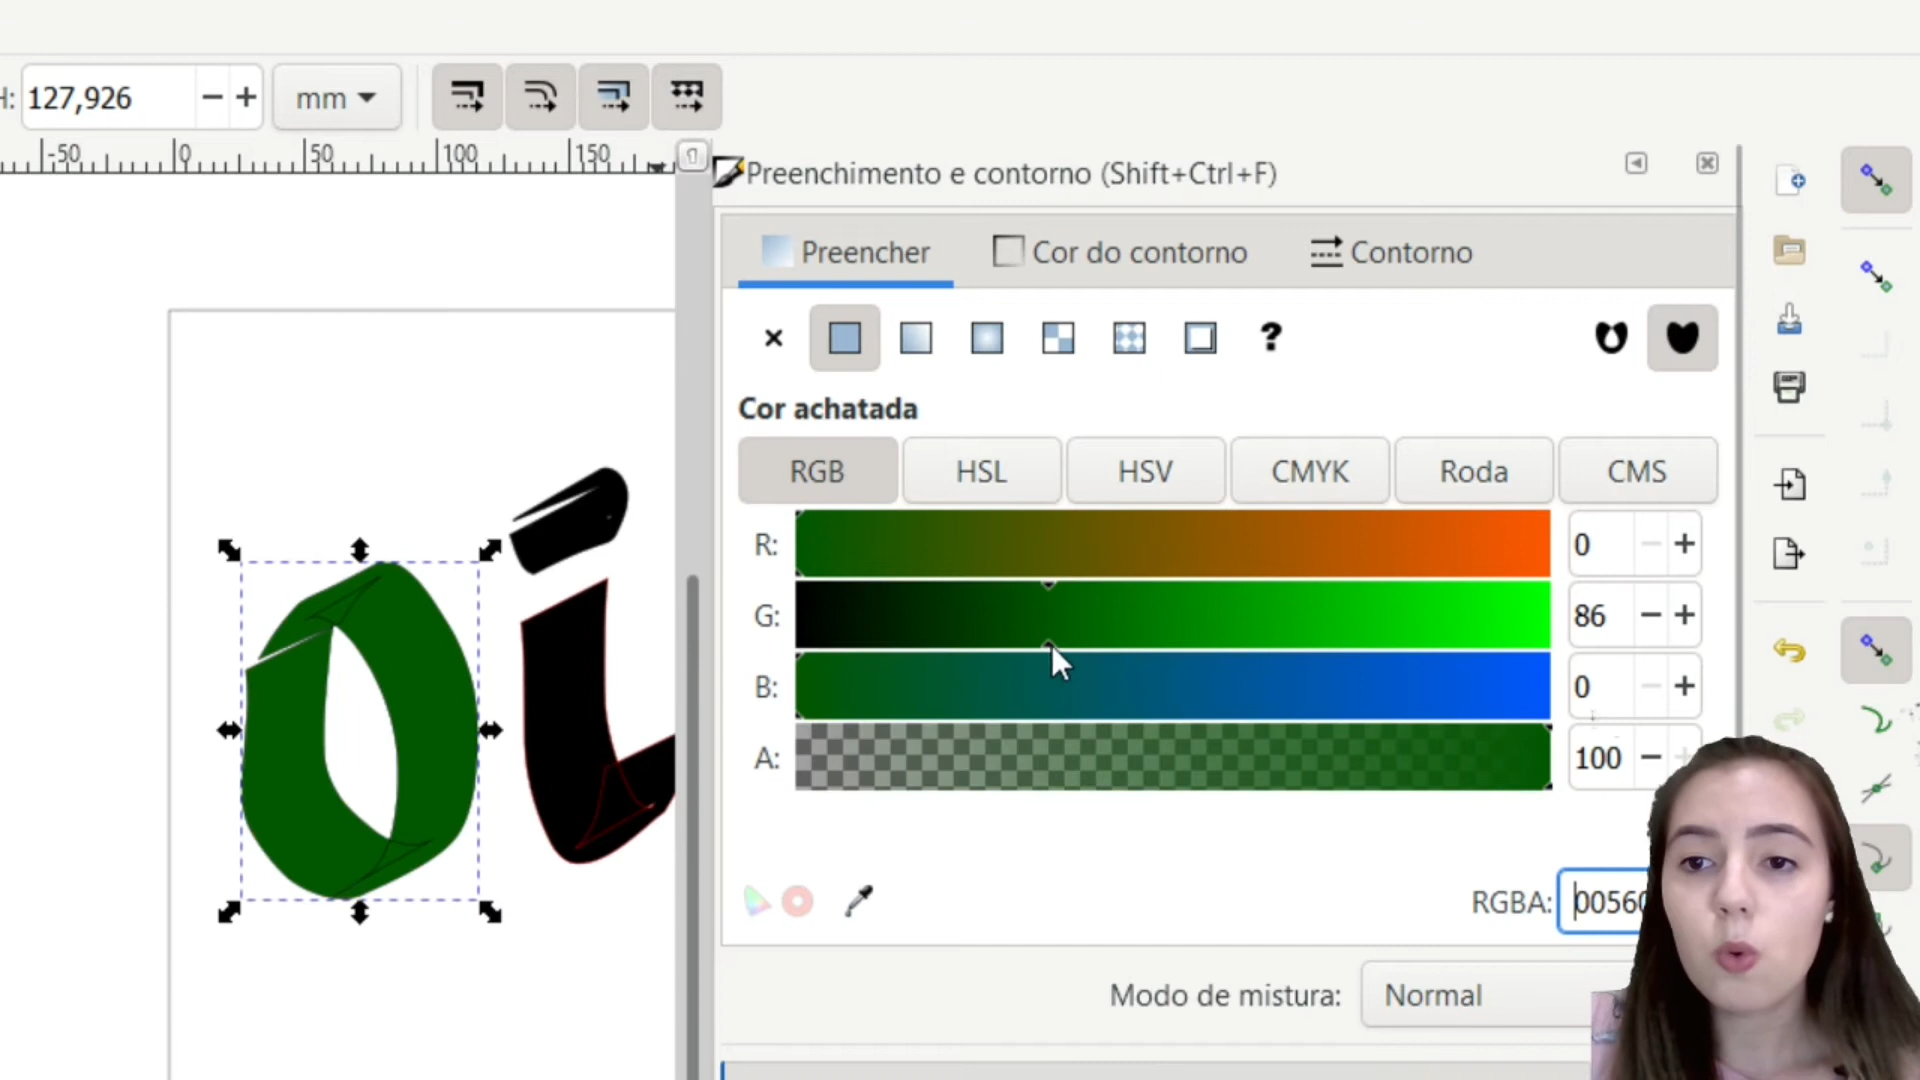 H: 127,926 − + mm
-50 0 50 100 150
Preenchimento e contorno (Shift+Ctrl+F)
Preencher Cor do contorno Contorno
× ?
Cor achatada
RGB HSL HSV CMYK Roda CMS
R: 0 − +
G: 86 − +
B: 0 − +
A: 100 − +
RGBA: 00560
Modo de mistura: Normal
oi